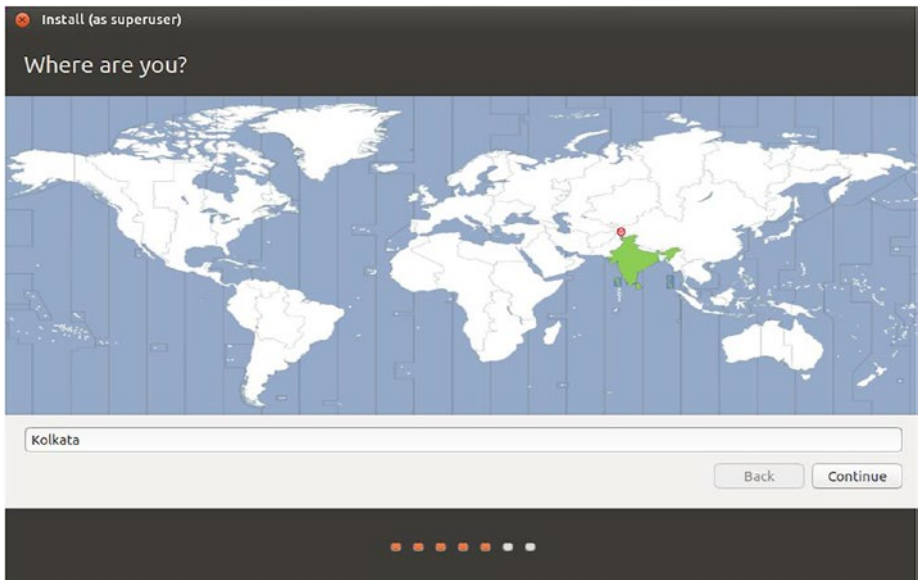 Install (as superuser)
Where are you?
Kolkata
Back
Continue